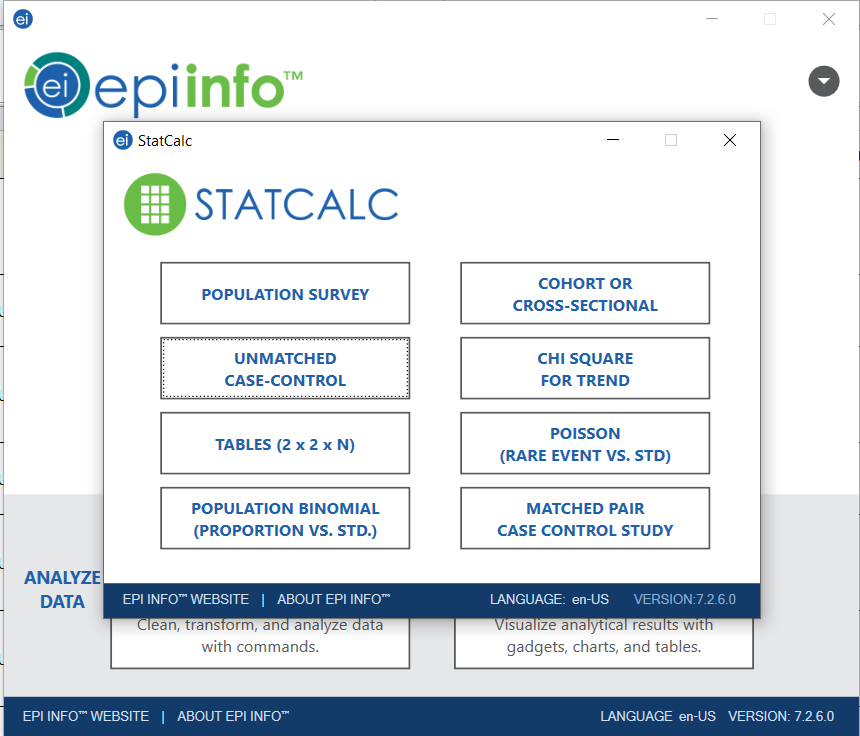 ei
ei epi info™
ei StatCalc
STATCALC
POPULATION SURVEY
COHORT OR
CROSS-SECTIONAL
UNMATCHED
CASE-CONTROL
CHI SQUARE
FOR TREND
TABLES (2 x 2 x N)
POISSON
(RARE EVENT VS. STD)
POPULATION BINOMIAL
(PROPORTION VS. STD.)
MATCHED PAIR
CASE CONTROL STUDY
EPI INFO™ WEBSITE | ABOUT EPI INFO™ LANGUAGE: en-US VERSION:7.2.6.0
ANALYZE
DATA
Clean, transform, and analyze data
with commands.
Visualize analytical results with
gadgets, charts, and tables.
EPI INFO™ WEBSITE | ABOUT EPI INFO™ LANGUAGE en-US VERSION: 7.2.6.0